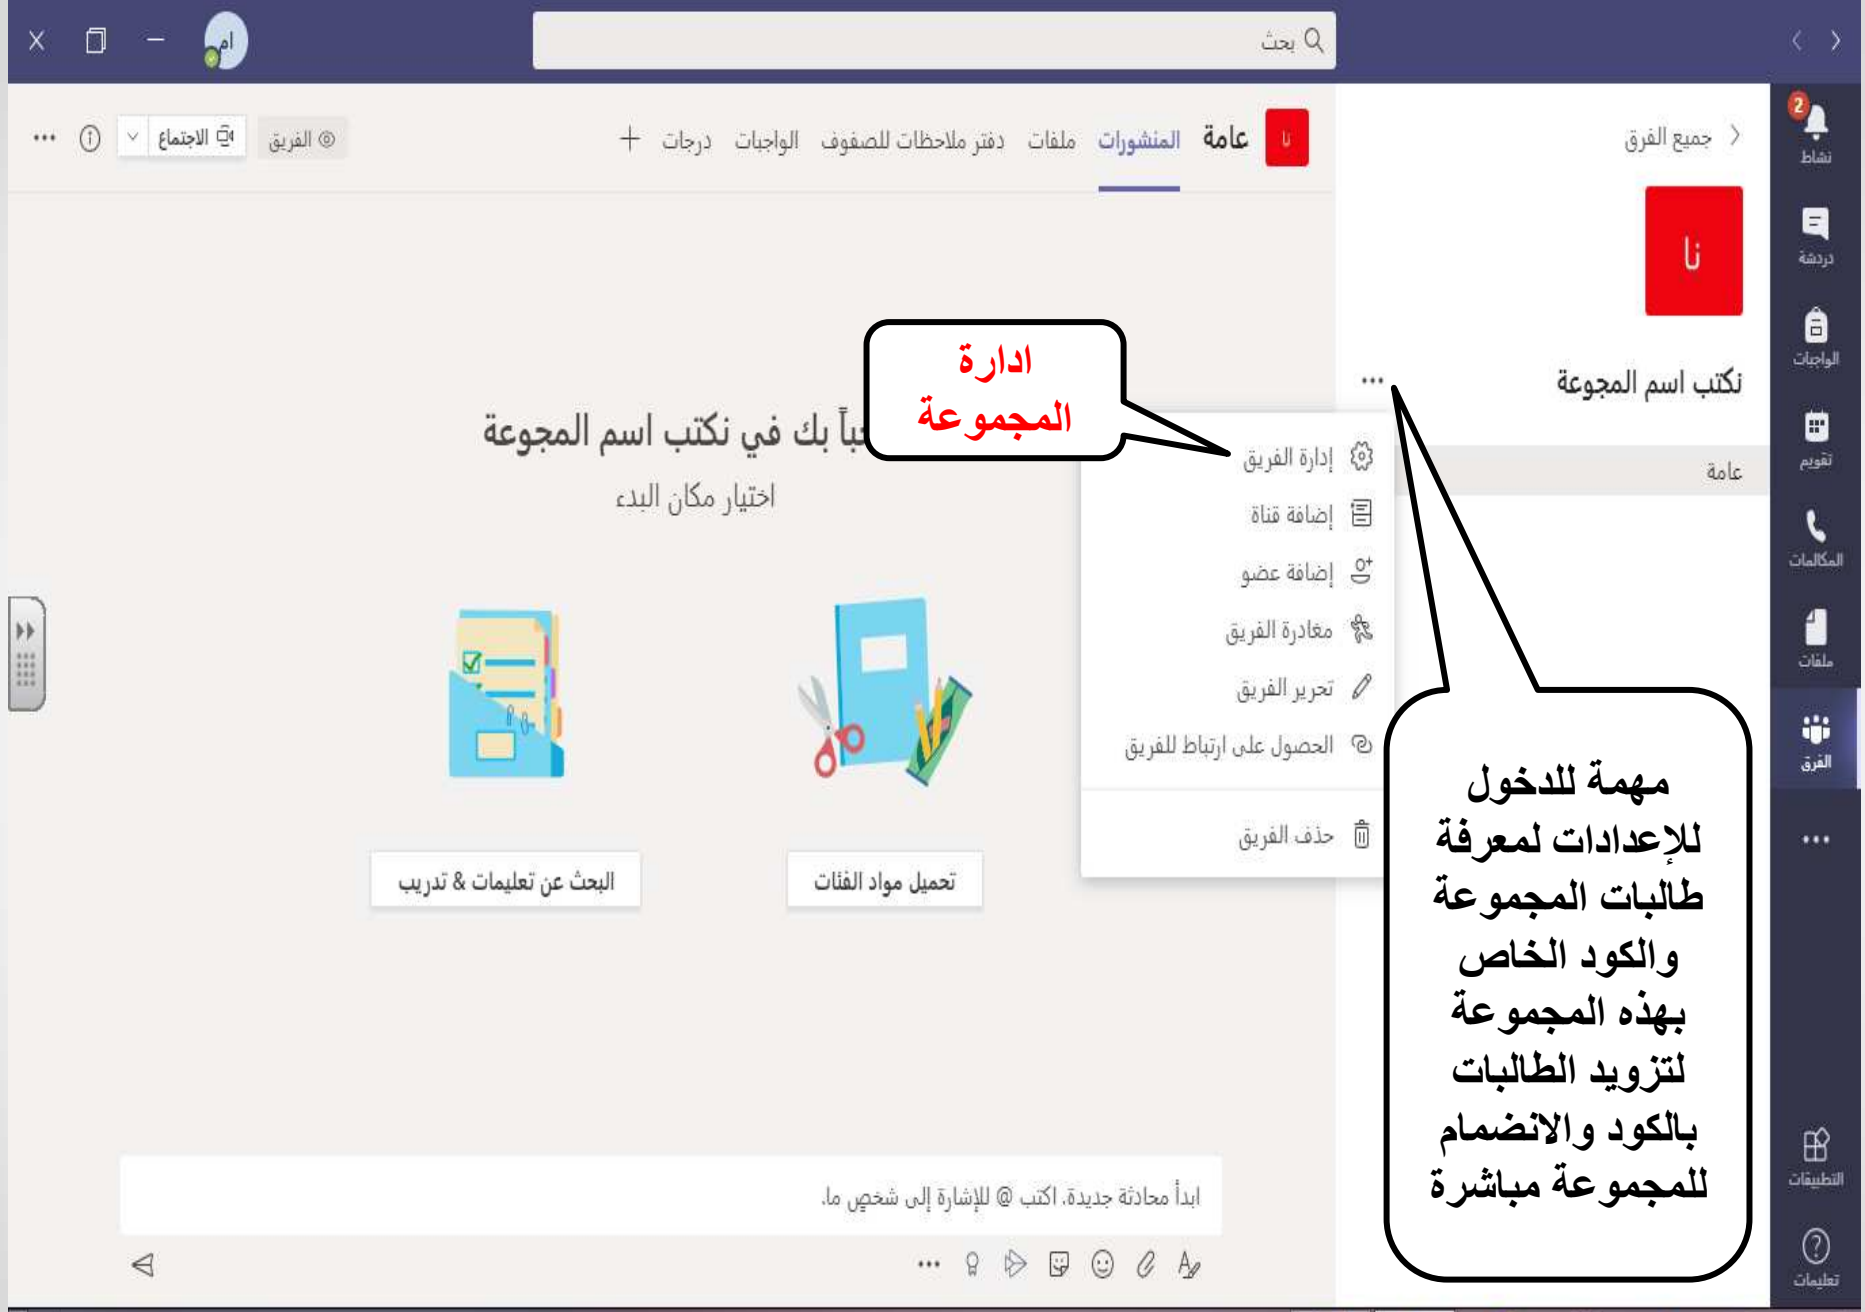 بحث
ام
2
نشاط
دردشة
الواجبات
تقويم
المكالمات
ملفات
الفرق
التطبيقات
تعليمات
جميع الفرق
نا
نكتب اسم المجوعة
عامة
نا عامة المنشورات ملفات دفتر ملاحظات للصفوف الواجبات درجات
الفريق
الاجتماع
ادارة
المجموعة
بك في نكتب اسم المجوعة
اختيار مكان البدء
إدارة الفريق
إضافة قناة
إضافة عضو
مغادرة الفريق
تحرير الفريق
الحصول على ارتباط للفريق
حذف الفريق
تحميل مواد الفئات
البحث عن تعليمات & تدريب
مهمة للدخول
للإعدادات لمعرفة
طالبات المجموعة
والكود الخاص
بهذه المجموعة
لتزويد الطالبات
بالكود والانضمام
للمجموعة مباشرة
ابدأ محادثة جديدة. اكتب @ للإشارة إلى شخصٍ ما.